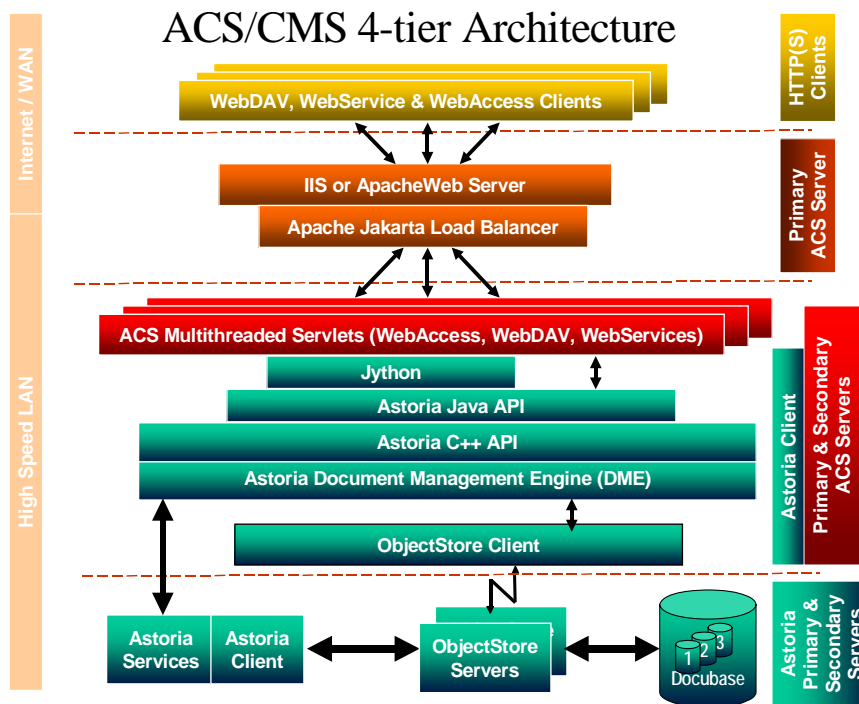 ACS/CMS 4-tier Architecture
Internet / WAN
HTTP(S)
Clients
WebDAV, WebService & WebAccess Clients
IIS or ApacheWeb Server
Apache Jakarta Load Balancer
Primary
ACS Server
High Speed LAN
ACS Multithreaded Servlets (WebAccess, WebDAV, WebServices)
Jython
Astoria Java API
Astoria C++ API
Astoria Document Management Engine (DME)
ObjectStore Client
Astoria Client
Primary & Secondary
ACS Servers
Astoria
Services
Astoria
Client
ObjectStore
Servers
1
2
3
Docubase
Astoria
Primary &
Secondary
Servers